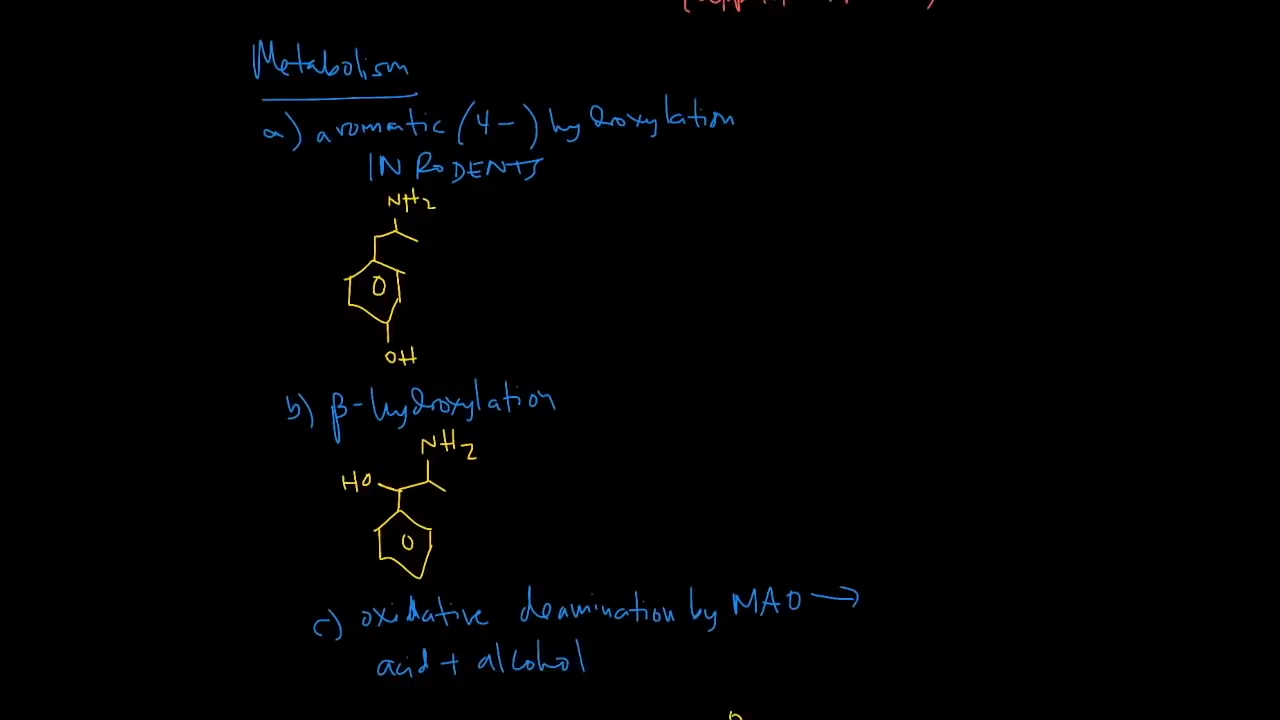 Metabolism
a) aromatic (4-) hydroxylation
IN RODENTS
NH2
O
OH
b) β-hydroxylation
NH2
HO
O
c) oxidative deamination by MAO →
acid + alcohol